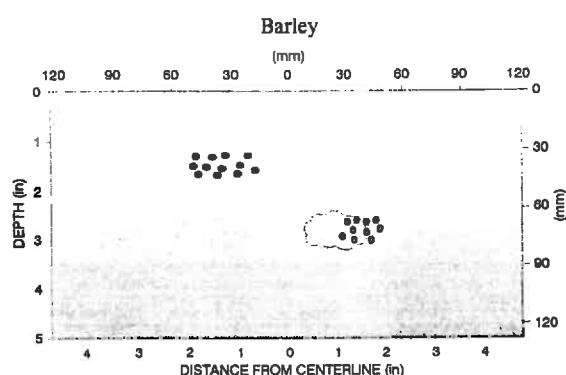 Barley
(mm)
120 90 60 30 0 30 60 90 120
0 0
1
30
2
60
3
90
4
120
5
4 3 2 1 0 1 2 3 4
DEPTH (in)
(mm)
DISTANCE FROM CENTERLINE (in)